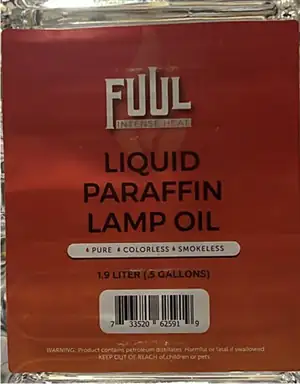 FUUL
INTENSE HEAT
LIQUID
PARAFFIN
LAMP OIL
PURE COLORLESS SMOKELESS
1.9 LITER (.5 GALLONS)
7 33520 62591 9
WARNING: Product contains petroleum distillates. Harmful or fatal if swallowed.
KEEP OUT OF REACH of children or pets.